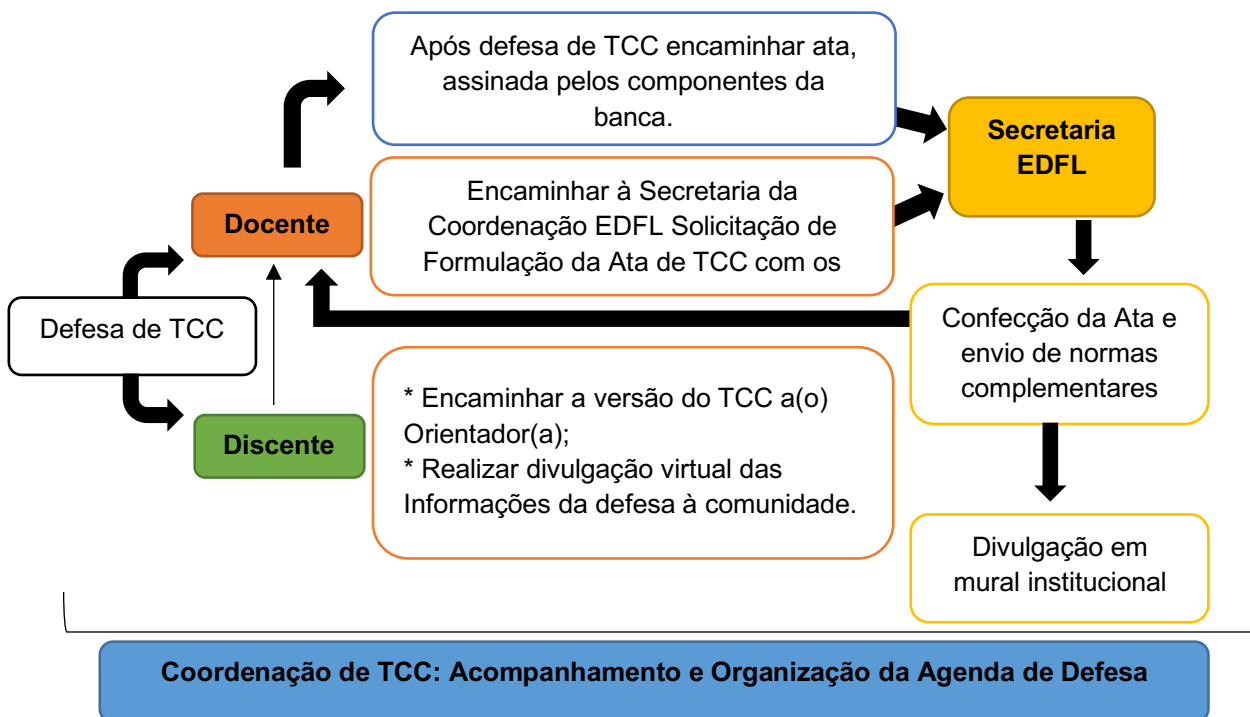 Após defesa de TCC encaminhar ata,
assinada pelos componentes da
banca.
Secretaria
EDFL
Encaminhar à Secretaria da
Coordenação EDFL Solicitação de
Formulação da Ata de TCC com os
Docente
Defesa de TCC
Confecção da Ata e
envio de normas
complementares
* Encaminhar a versão do TCC a(o)
Orientador(a);
* Realizar divulgação virtual das
Informações da defesa à comunidade.
Discente
Divulgação em
mural institucional
Coordenação de TCC: Acompanhamento e Organização da Agenda de Defesa